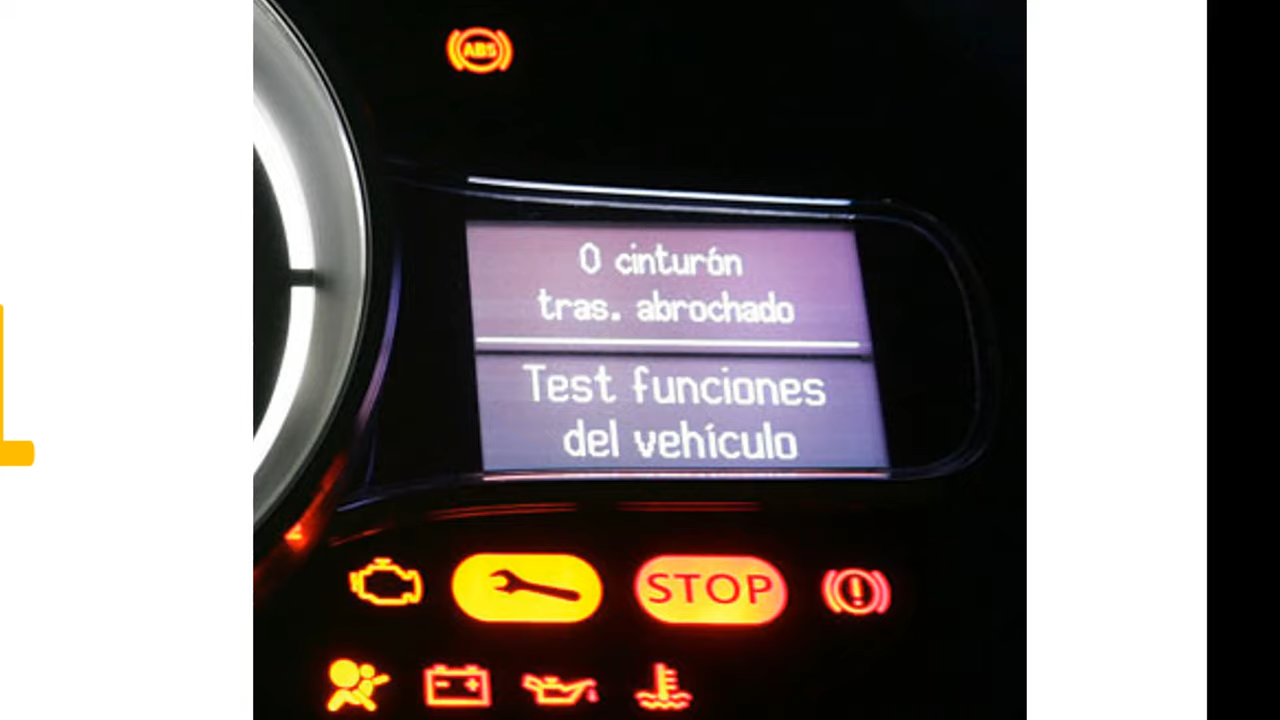 ABS
0 cinturón
tras. abrochado
Test funciones
del vehículo
STOP